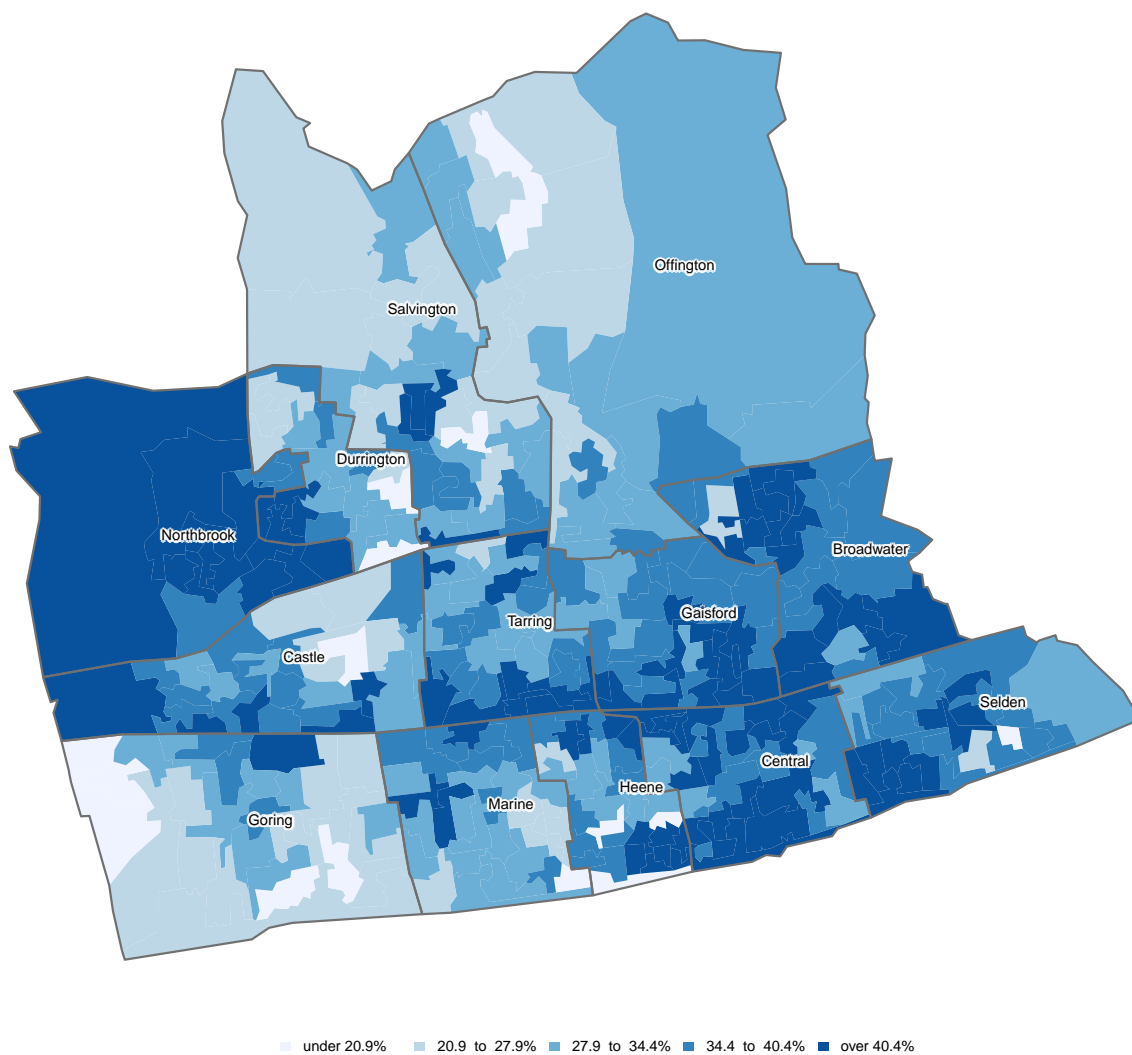 Offington
Salvington
Durrington
Northbrook
Broadwater
Gaisford
Tarring
Castle
Selden
Central
Heene
Marine
Goring
under 20.9% 20.9 to 27.9% 27.9 to 34.4% 34.4 to 40.4% over 40.4%